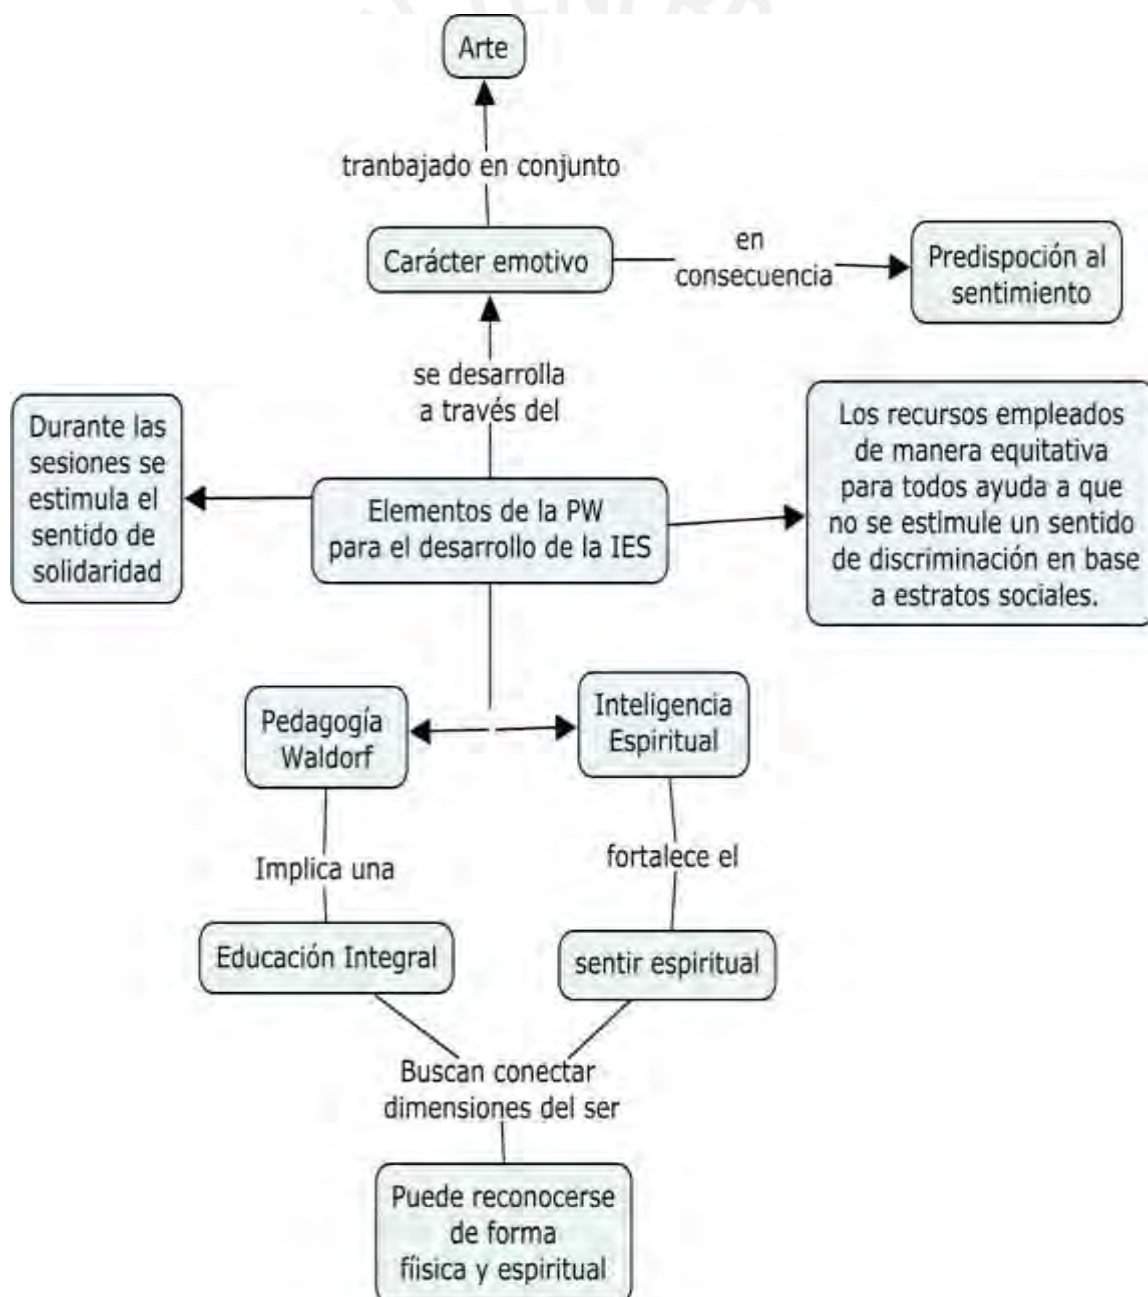 Arte
tranbajado en conjunto
Carácter emotivo
en
consecuencia
Predispoción al
sentimiento
se desarrolla
a través del
Durante las
sesiones se
estimula el
sentido de
solidaridad
Elementos de la PW
para el desarrollo de la IES
Los recursos empleados
de manera equitativa
para todos ayuda a que
no se estimule un sentido
de discriminación en base
a estratos sociales.
Pedagogía
Waldorf
Inteligencia
Espiritual
Implica una
fortalece el
Educación Integral
sentir espiritual
Buscan conectar
dimensiones del ser
Puede reconocerse
de forma
fíisica y espiritual